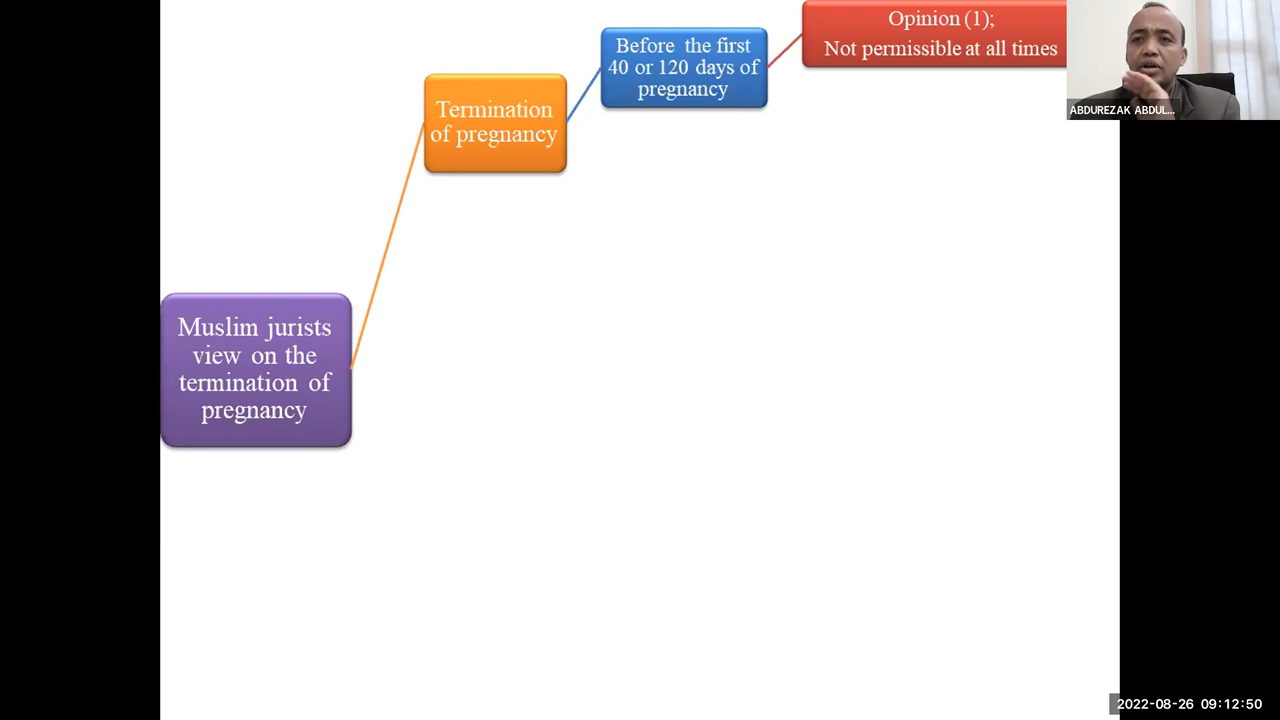 Opinion (1);
Not permissible at all times
Before the first
40 or 120 days of
pregnancy
Termination
of pregnancy
Muslim jurists
view on the
termination of
pregnancy
ABDUREZAK ABDUL...
2022-08-26 09:12:50